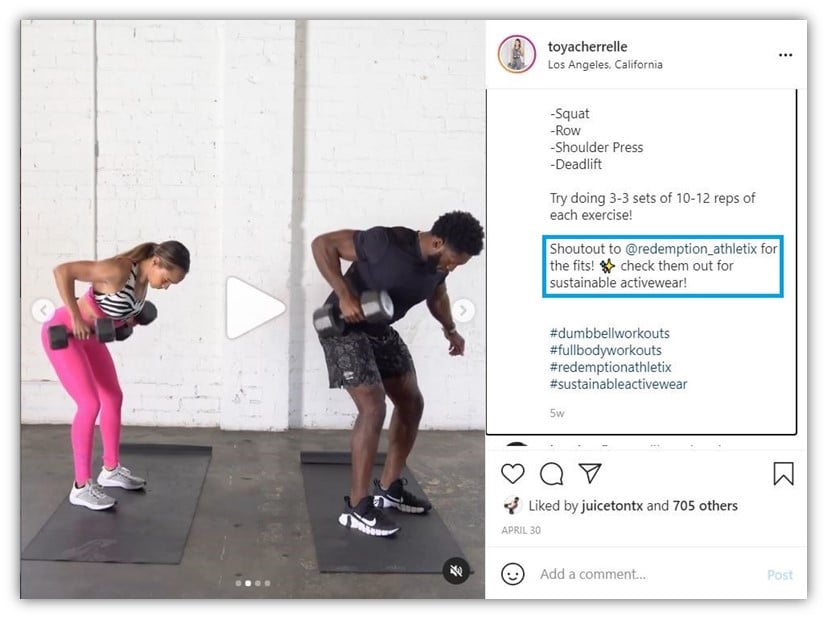 toyacherrelle
Los Angeles, California
-Squat
-Row
-Shoulder Press
-Deadlift
Try doing 3-3 sets of 10-12 reps of
each exercise!
Shoutout to @redemption_athletix for
the fits! ✨ check them out for
sustainable activewear!
#dumbbellworkouts
#fullbodyworkouts
#redemptionathletix
#sustainableactivewear
5w
Liked by juicetontx and 705 others
APRIL 30
Add a comment...
Post